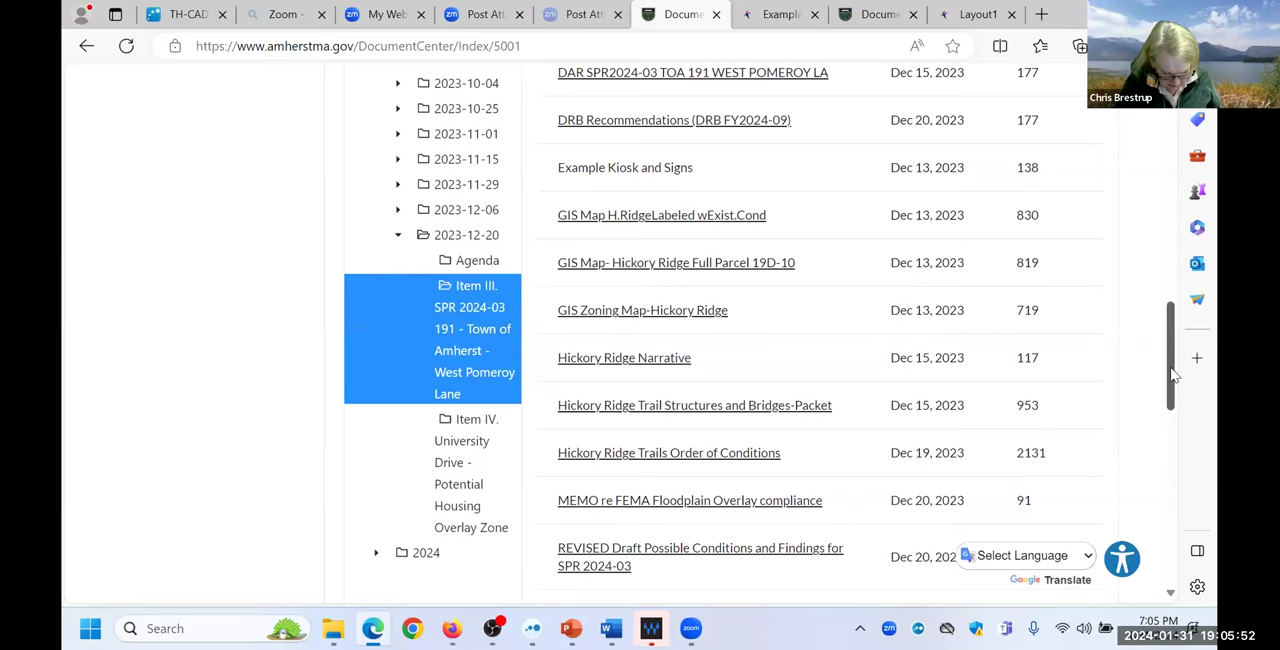 TH-CAD
Zoom -
My Web
Post Att
Post Att
Docume
Example
Docume
Layout1
https://www.amherstma.gov/DocumentCenter/Index/5001
Chris Brestrup
2023-10-04
2023-10-25
2023-11-01
2023-11-15
2023-11-29
2023-12-06
2023-12-20
Agenda
Item III.
SPR 2024-03
191 - Town of
Amherst -
West Pomeroy
Lane
Item IV.
University
Drive -
Potential
Housing
Overlay Zone
2024
DAR SPR2024-03 TOA 191 WEST POMEROY LA Dec 15, 2023 177
DRB Recommendations (DRB FY2024-09) Dec 20, 2023 177
Example Kiosk and Signs Dec 13, 2023 138
GIS Map H.RidgeLabeled wExist.Cond Dec 13, 2023 830
GIS Map- Hickory Ridge Full Parcel 19D-10 Dec 13, 2023 819
GIS Zoning Map-Hickory Ridge Dec 13, 2023 719
Hickory Ridge Narrative Dec 15, 2023 117
Hickory Ridge Trail Structures and Bridges-Packet Dec 15, 2023 953
Hickory Ridge Trails Order of Conditions Dec 19, 2023 2131
MEMO re FEMA Floodplain Overlay compliance Dec 20, 2023 91
REVISED Draft Possible Conditions and Findings for
SPR 2024-03
Dec 20, 202
Select Language
Google Translate
Search
zm
zoom
7:05 PM
2024-01-31 19:05:52